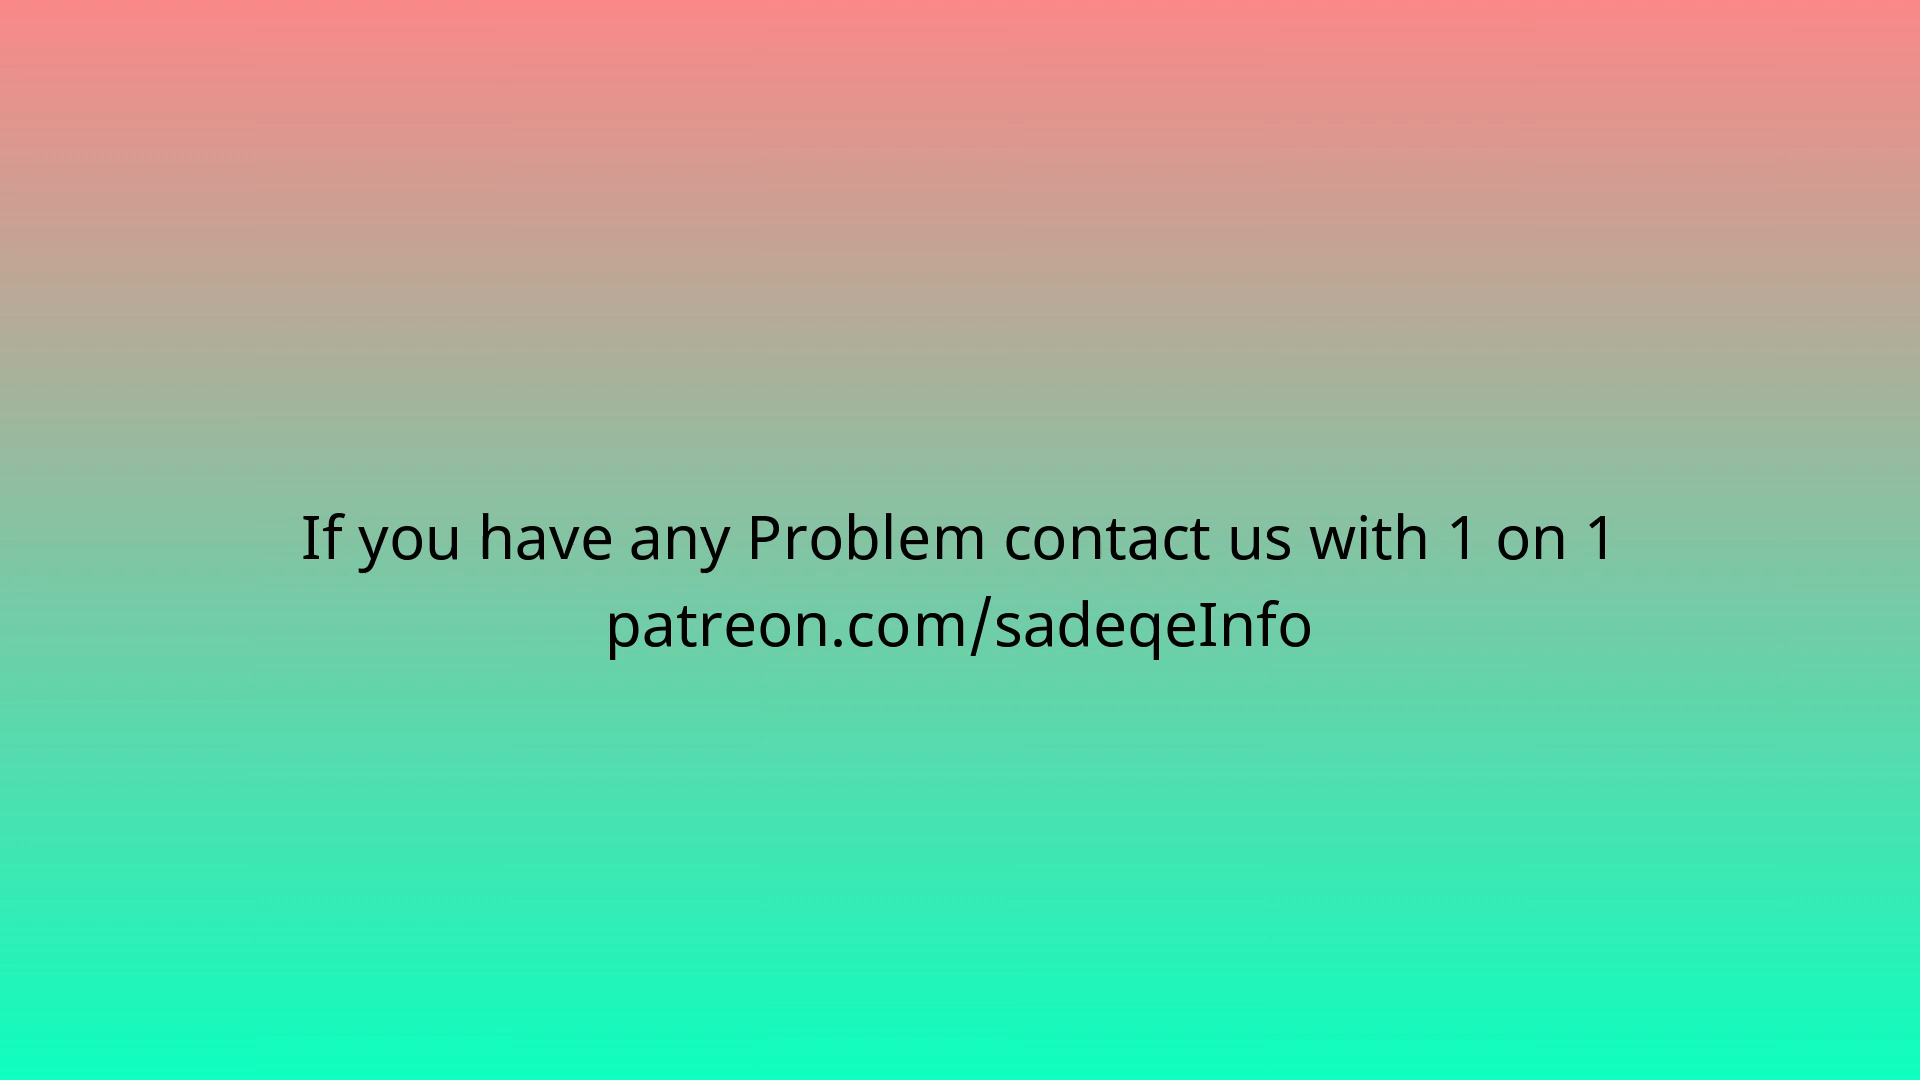 If you have any Problem contact us with 1 on 1
patreon.com/sadeqeInfo